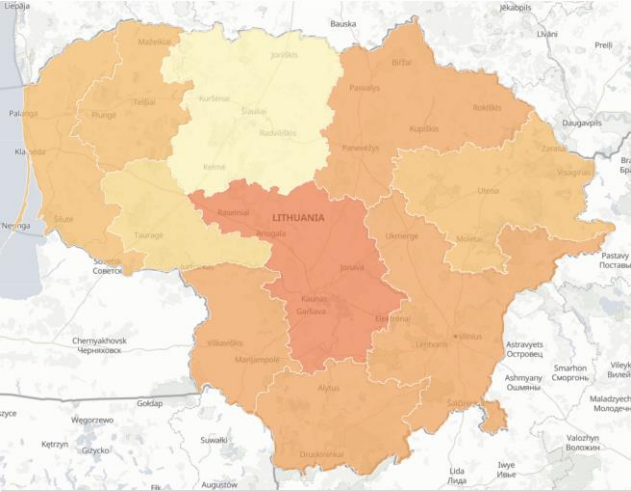 Liepāja
Jēkabpils
Bauska
Līvāni
Mažeikiai
Joniškis
Preiļi
Biržai
Pasvalys
Palanga
Telšiai
Kuršėnai
Šiauliai
Rokiškis
Plungė
Daugavpils
Radviliškis
Kupiškis
Klaipėda
Panevėžys
Zarasai
Kelmė
Visaginas
Utena
Raseiniai
LITHUANIA
Šilutė
Neringa
Tauragė
Ariogala
Ukmergė
Molėtai
Советск
Jonava
Pastavy
Поставы
Kaunas
Garliava
Elektrėnai
Chernyakhovsk
Черняховск
Vilkaviškis
Lentvaris
Vilnius
Astravyets
Островец
Marijampolė
Smarhon
Сморгонь
Ashmyany
Ошмяны
Alytus
Gołdap
Węgorzewo
Kętrzyn
Giżycko
Suwałki
Valozhyn
Воложин
Druskininkai
Lida
Лида
Iwye
Ивье
Ełk
Augustów